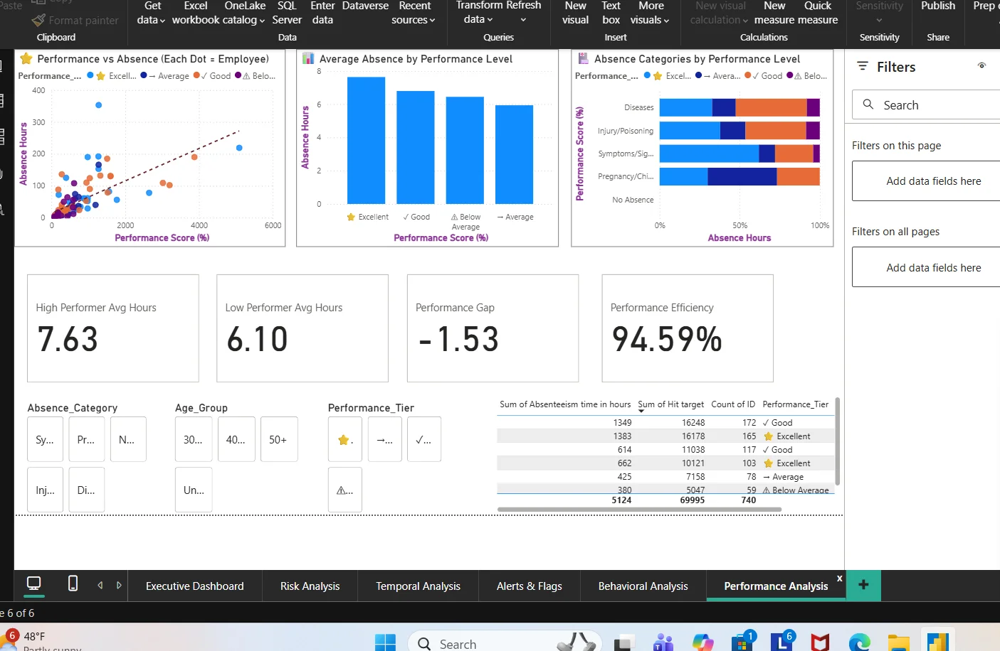 Paste
Copy
Format painter
Clipboard
Get data
Excel workbook
OneLake catalog
SQL Server
Enter data
Dataverse
Recent sources
Data
Transform data
Refresh
Queries
New visual
Text box
More visuals
Insert
New visual calculation
New measure
Quick measure
Calculations
Sensitivity
Sensitivity
Publish
Share
Prep
⭐ Performance vs Absence (Each Dot = Employee)
Performance_... ⭐ Excell... → Average ✓ Good ⚠ Belo...
Absence Hours
400
300
200
100
0
0 2000 4000 6000
Performance Score (%)
📊 Average Absence by Performance Level
Absence Hours
8
6
4
2
0
⭐ Excellent ✓ Good ⚠ Below Average → Average
Performance Score (%)
Absence Categories by Performance Level
Performance_... ⭐ Excel... → Avera... ✓ Good ⚠ Belo...
Performance Score (%)
Diseases
Injury/Poisoning
Symptoms/Sig...
Pregnancy/Chi...
No Absence
0% 50% 100%
Absence Hours
Filters
Search
Filters on this page
Add data fields here
Filters on all pages
Add data fields here
High Performer Avg Hours
7.63
Low Performer Avg Hours
6.10
Performance Gap
-1.53
Performance Efficiency
94.59%
Absence_Category
Sy... Pr... N...
Inj... Di...
Age_Group
30... 40... 50+
Un...
Performance_Tier
⭐. →... ✓...
⚠...
Sum of Absenteeism time in hours Sum of Hit target Count of ID Performance_Tier
1349 16248 172 ✓ Good
1383 16178 165 ⭐ Excellent
614 11038 117 ✓ Good
662 10121 103 ⭐ Excellent
425 7158 78 → Average
380 5047 59 ⚠ Below Average
5124 69995 740
Executive Dashboard
Risk Analysis
Temporal Analysis
Alerts & Flags
Behavioral Analysis
Performance Analysis
x
+
e 6 of 6
6
48°F
Partly sunny
Search
1
6